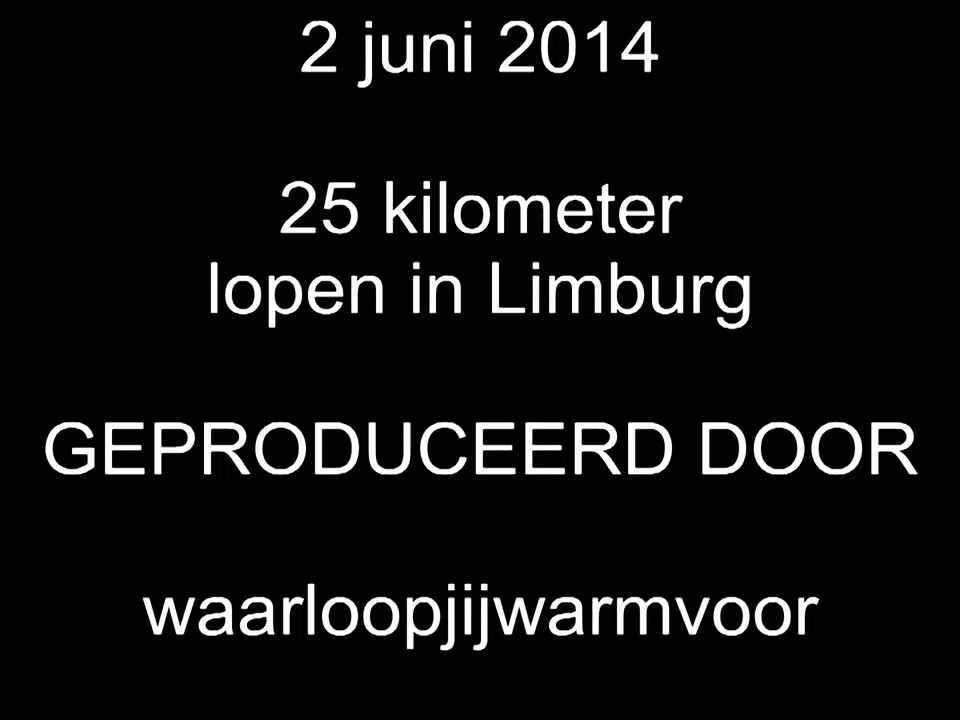 2 juni 2014
25 kilometer
lopen in Limburg
GEPRODUCEERD DOOR
waarloopjijwarmvoor